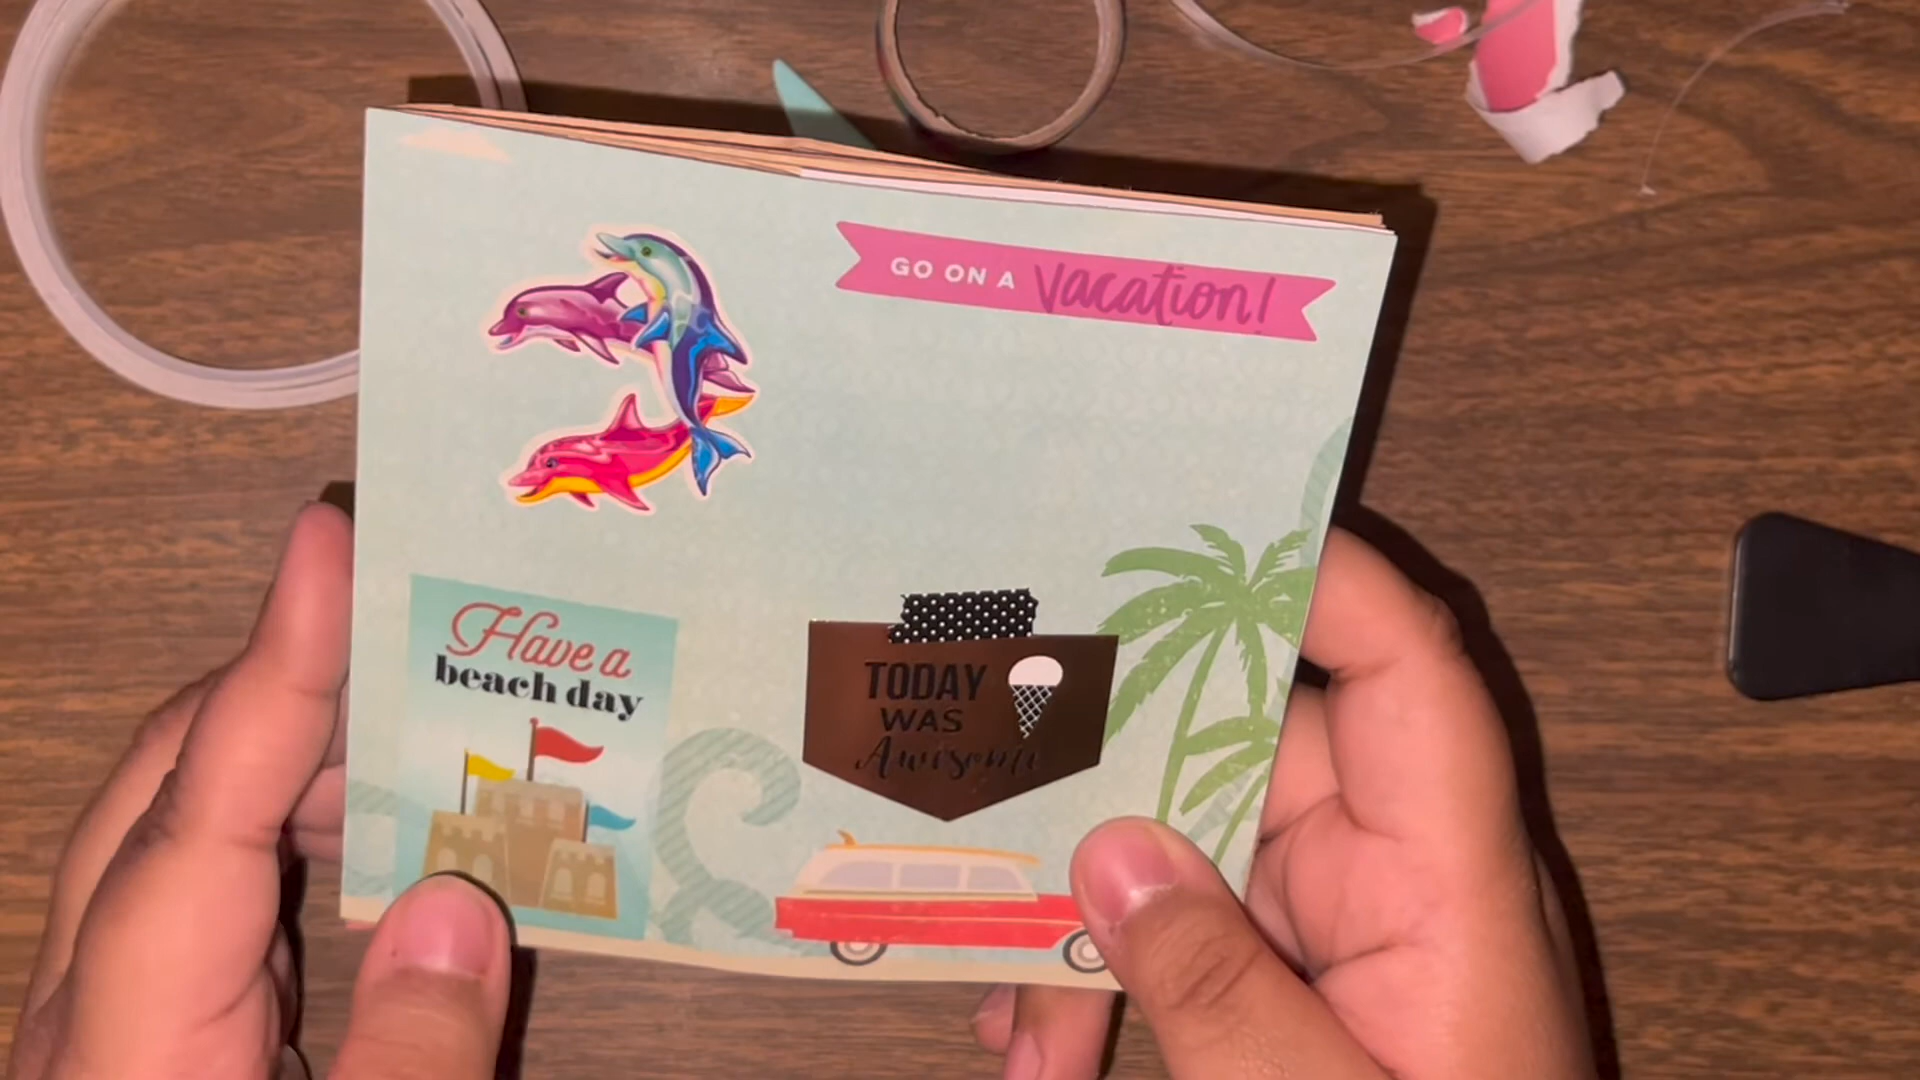 GO ON A vacation!
Have a
beach day
TODAY
WAS
Awesome